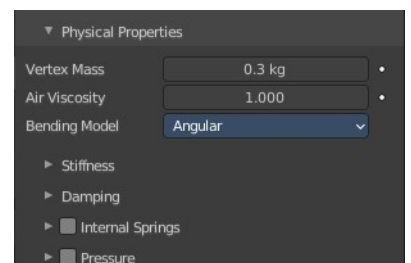 Physical Properties
Vertex Mass 0.3 kg
Air Viscosity 1.000
Bending Model Angular
Stiffness
Damping
Internal Springs
Pressure